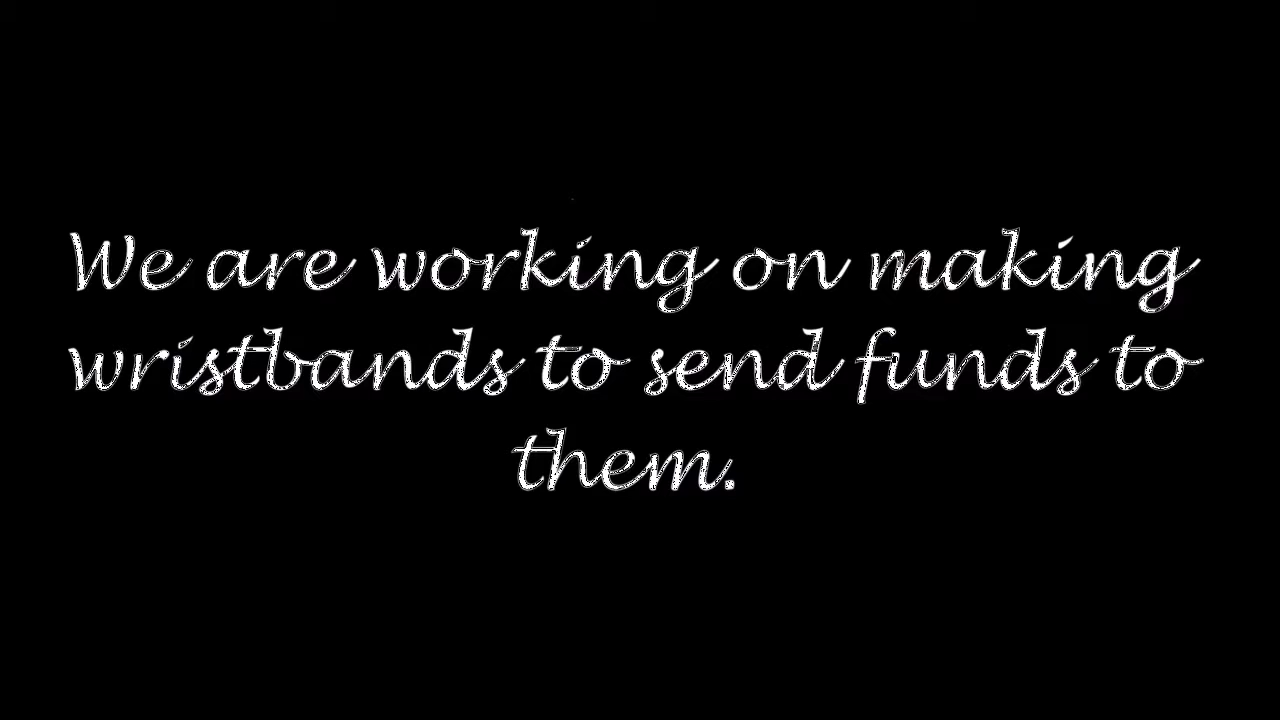 We are working on making
wristbands to send funds to
them.